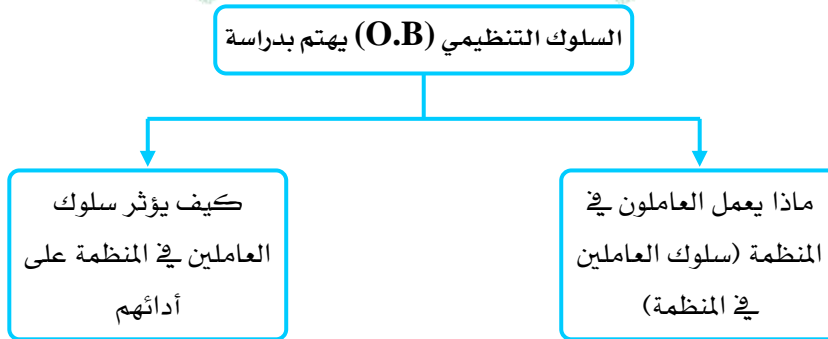 السلوك التنظيمي (O.B) يهتم بدراسة
ماذا يعمل العاملون في
المنظمة (سلوك العاملين
في المنظمة)
كيف يؤثر سلوك
العاملين في المنظمة على
أدائهم